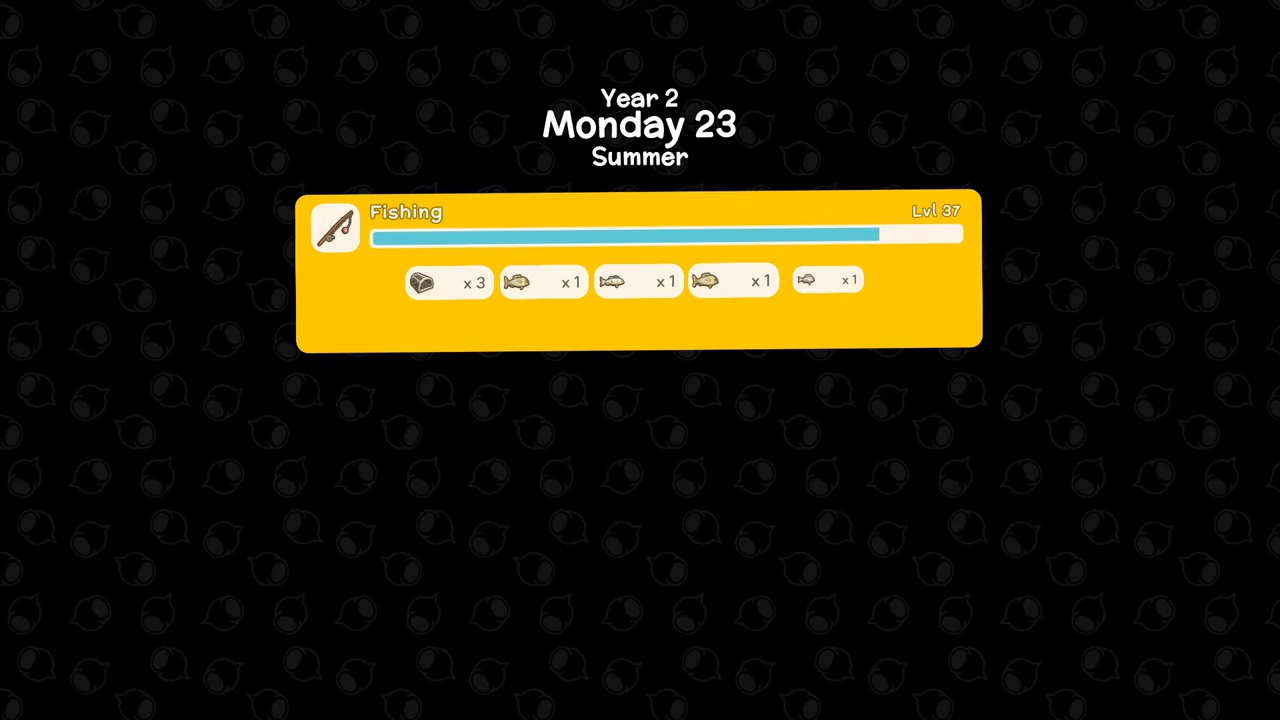 Year 2
Monday 23
Summer
Fishing
Lvl 37
x 3
x 1
x 1
x 1
x 1